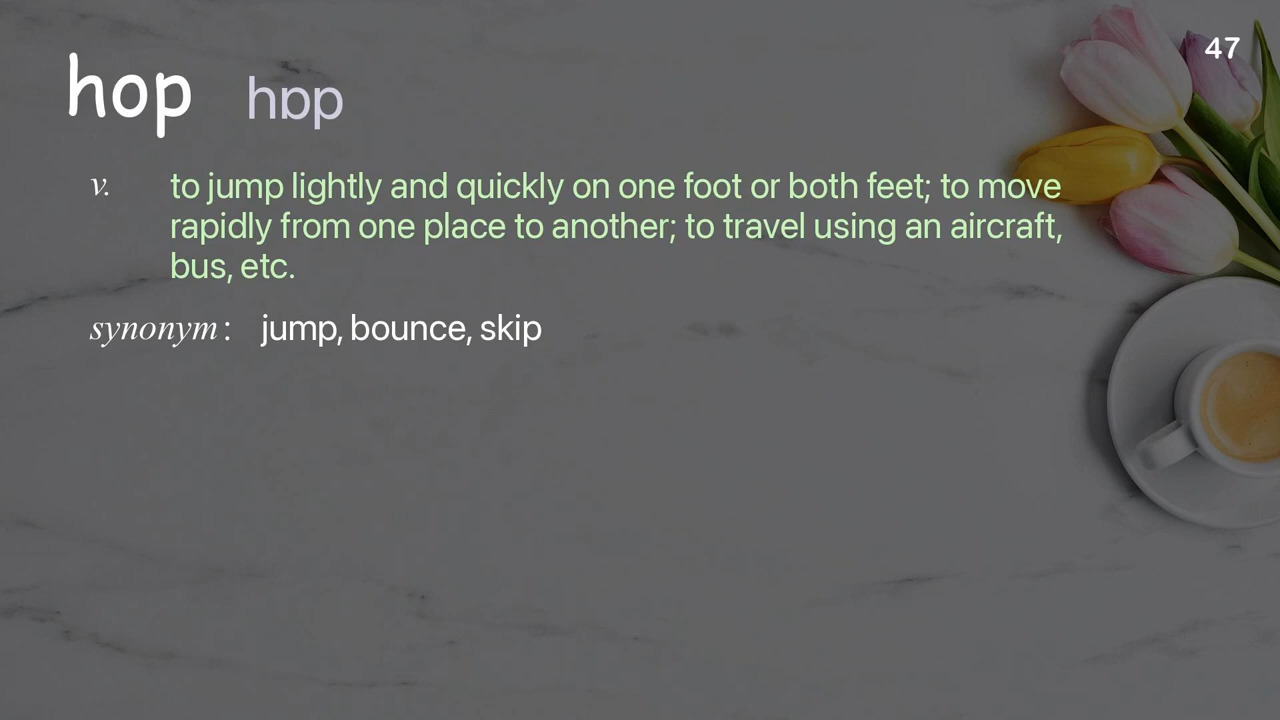 47
hop hɒp
v. to jump lightly and quickly on one foot or both feet; to move
rapidly from one place to another; to travel using an aircraft,
bus, etc.
synonym: jump, bounce, skip